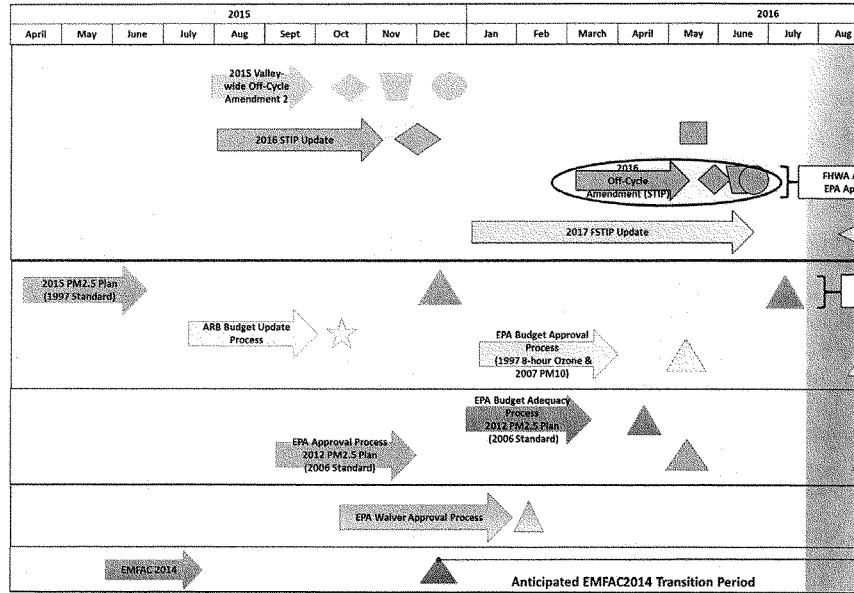 2015
2016
April May June July Aug Sept Oct Nov Dec Jan Feb March April May June July Aug
2015 Valley-
wide Off-Cycle
Amendment 2
2016 STIP Update
2016
Off-Cycle
Amendment (STIP)
FHWA A
EPA Ap
2017 FSTIP Update
2015 PM2.5 Plan
(1997 Standard)
ARB Budget Update
Process
EPA Budget Approval
Process
(1997 8-hour Ozone &
2007 PM10)
EPA Budget Adequacy
Process
2012 PM2.5 Plan
(2006 Standard)
EPA Approval Process
2012 PM2.5 Plan
(2006 Standard)
EPA Waiver Approval Process
EMFAC 2014
Anticipated EMFAC2014 Transition Period